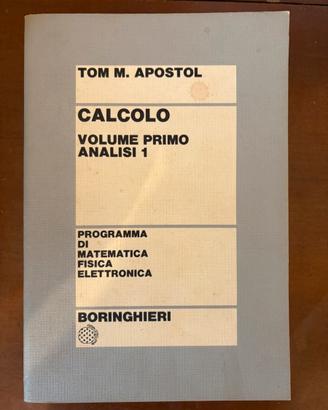 TOM M. APOSTOL
CALCOLO
VOLUME PRIMO
ANALISI 1
PROGRAMMA
DI
MATEMATICA
FISICA
ELETTRONICA
BORINGHIERI